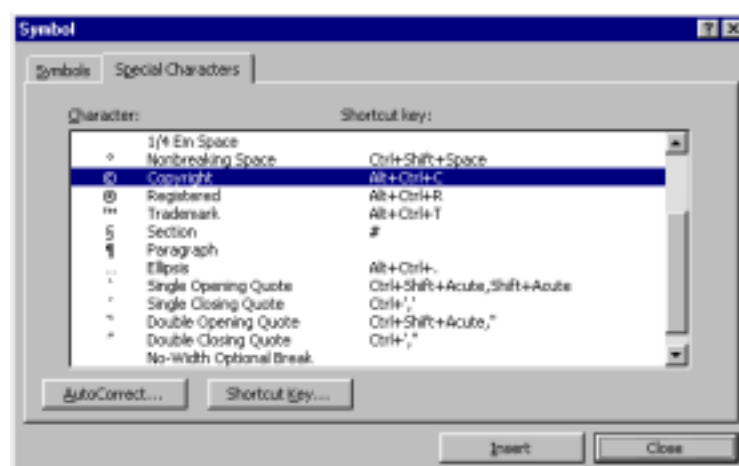 Symbol
Symbols Special Characters
Character: Shortcut key:
1/4 Em Space
° Nonbreaking Space Ctrl+Shift+Space
© Copyright Alt+Ctrl+C
® Registered Alt+Ctrl+R
™ Trademark Alt+Ctrl+T
§ Section #
¶ Paragraph
… Ellipsis Alt+Ctrl+.
‘ Single Opening Quote Ctrl+Shift+Acute,Shift+Acute
’ Single Closing Quote Ctrl+','
“ Double Opening Quote Ctrl+Shift+Acute,"
” Double Closing Quote Ctrl+',"
No-Width Optional Break
AutoCorrect... Shortcut Key...
Insert Close